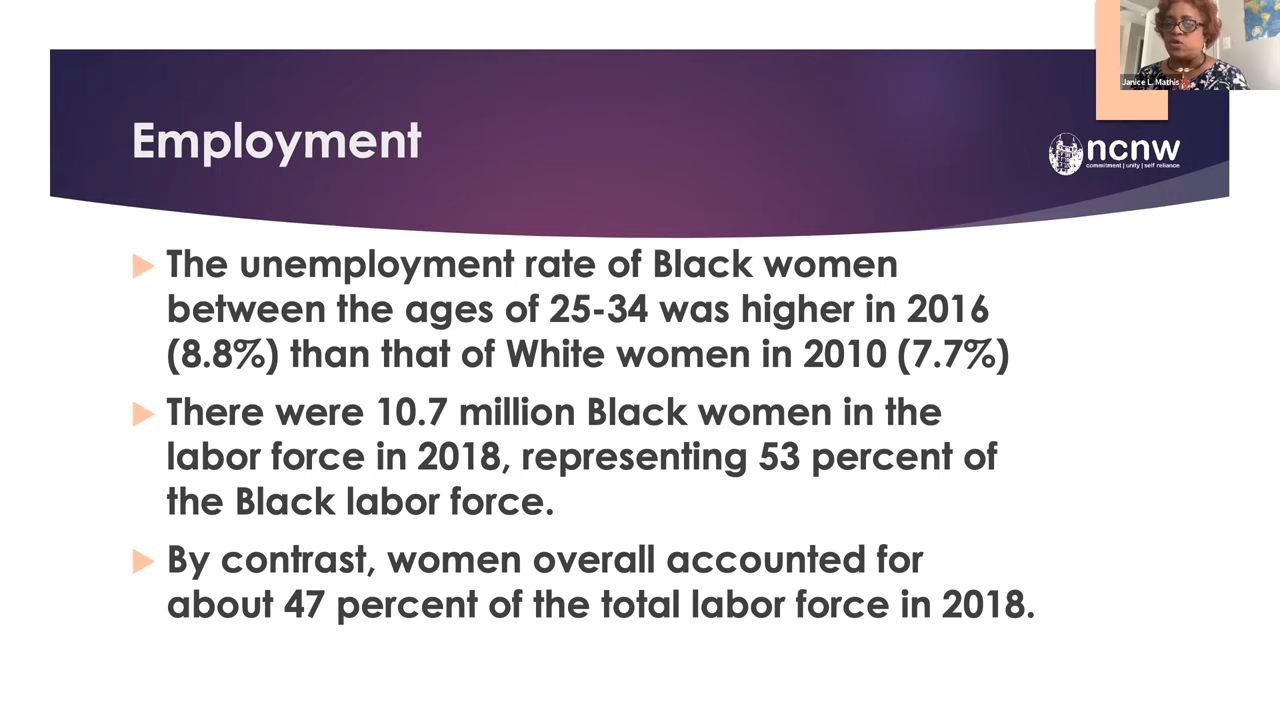 Janice L. Mathis
Employment
ncnw
commitment | unity | self reliance
The unemployment rate of Black women
between the ages of 25-34 was higher in 2016
(8.8%) than that of White women in 2010 (7.7%)
There were 10.7 million Black women in the
labor force in 2018, representing 53 percent of
the Black labor force.
By contrast, women overall accounted for
about 47 percent of the total labor force in 2018.